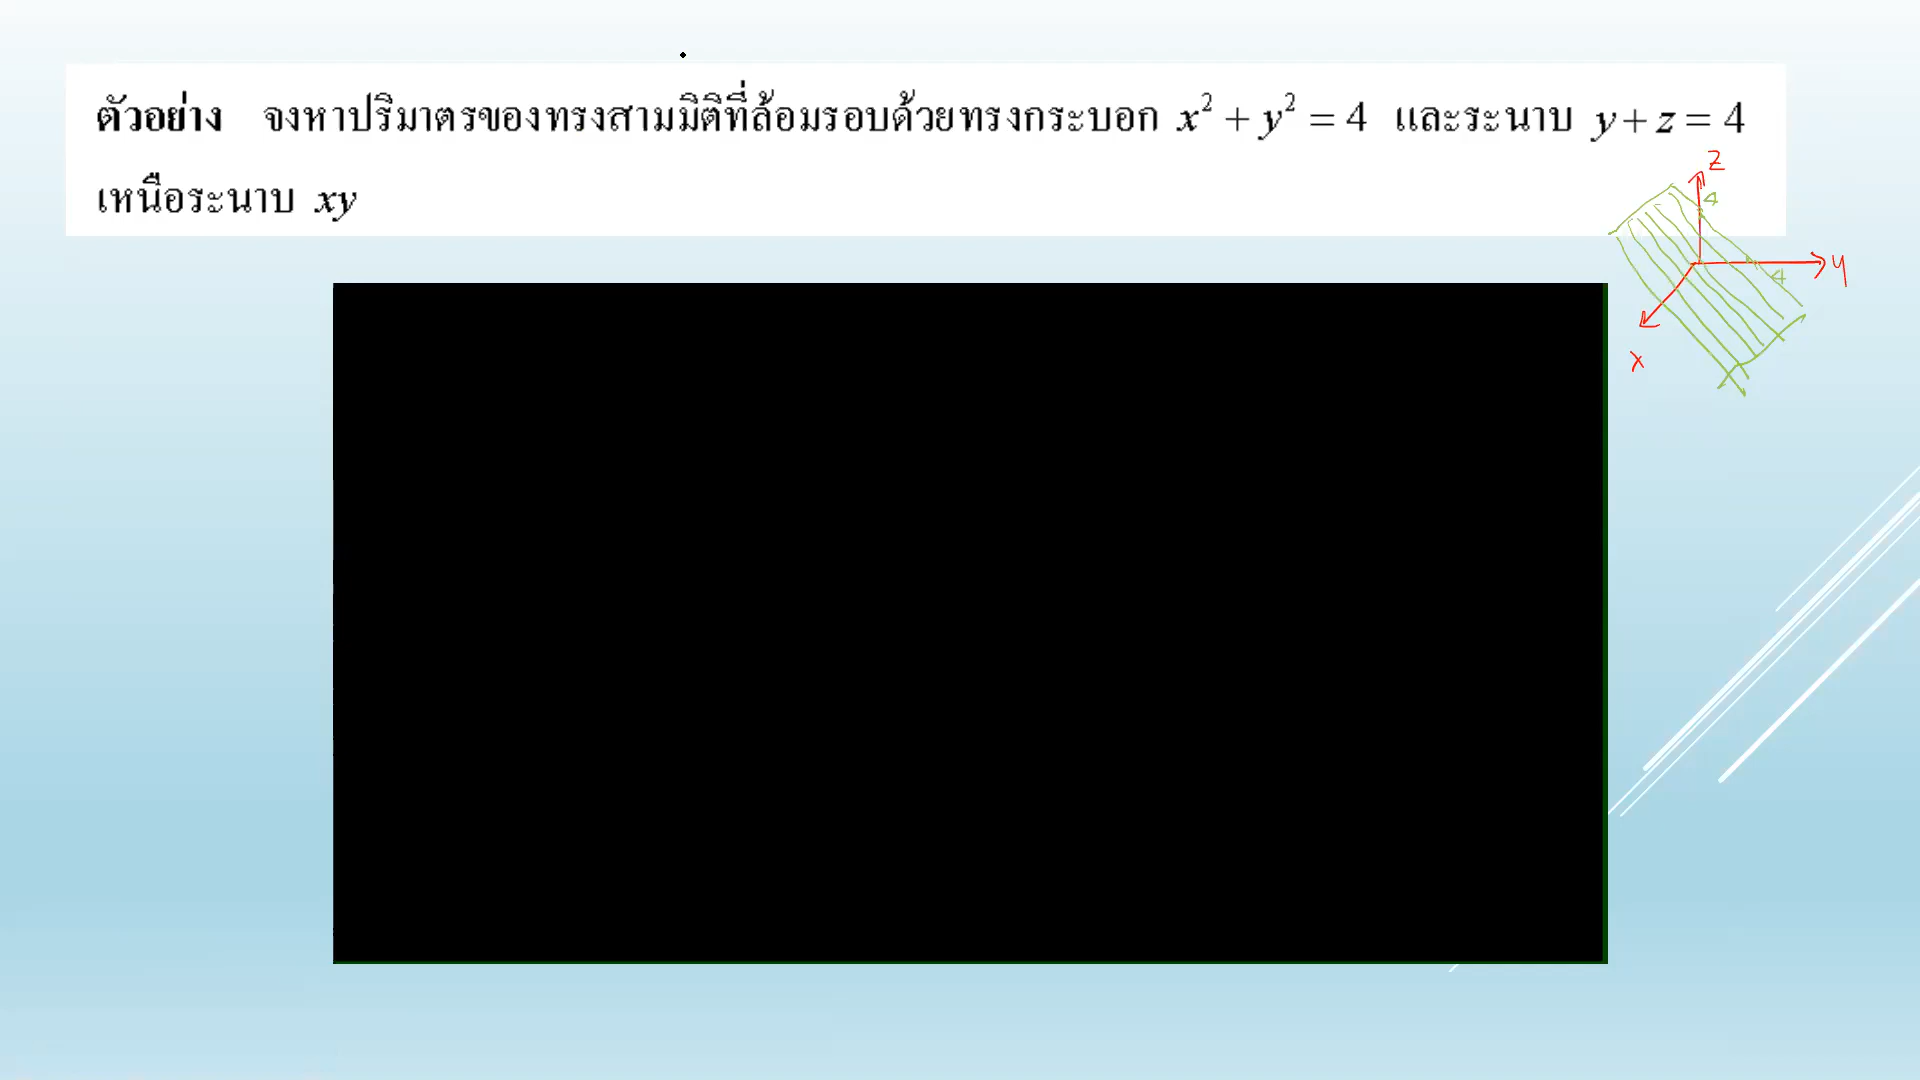 ตัวอย่าง จงหาปริมาตรของทรงสามมิติที่ล้อมรอบด้วยทรงกระบอก x² + y² = 4 และระนาบ y + z = 4
เหนือระนาบ xy
z
4
y
4
x